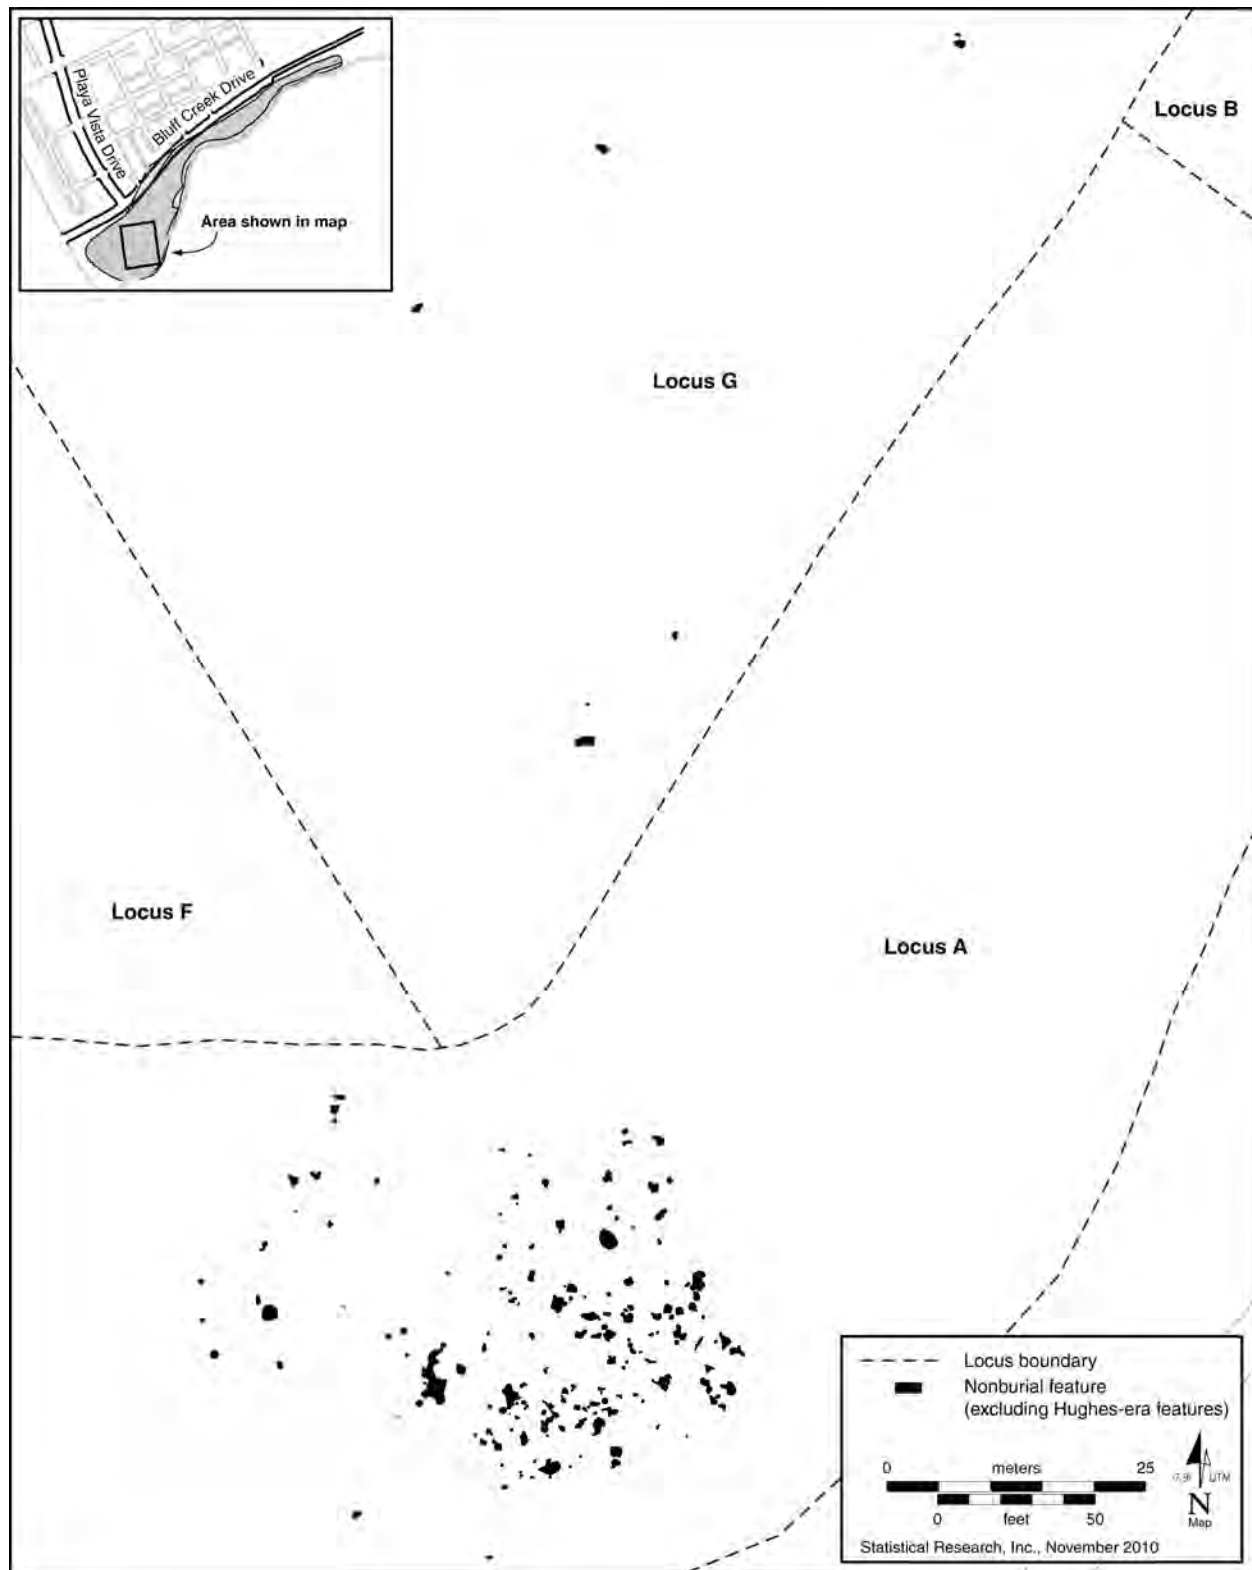 Playa Vista Drive
Bluff Creek Drive
Area shown in map
Locus B
Locus G
Locus F
Locus A
Locus boundary
Nonburial feature
(excluding Hughes-era features)
0 meters 25
0 feet 50
UTM
N
Map
Statistical Research, Inc., November 2010